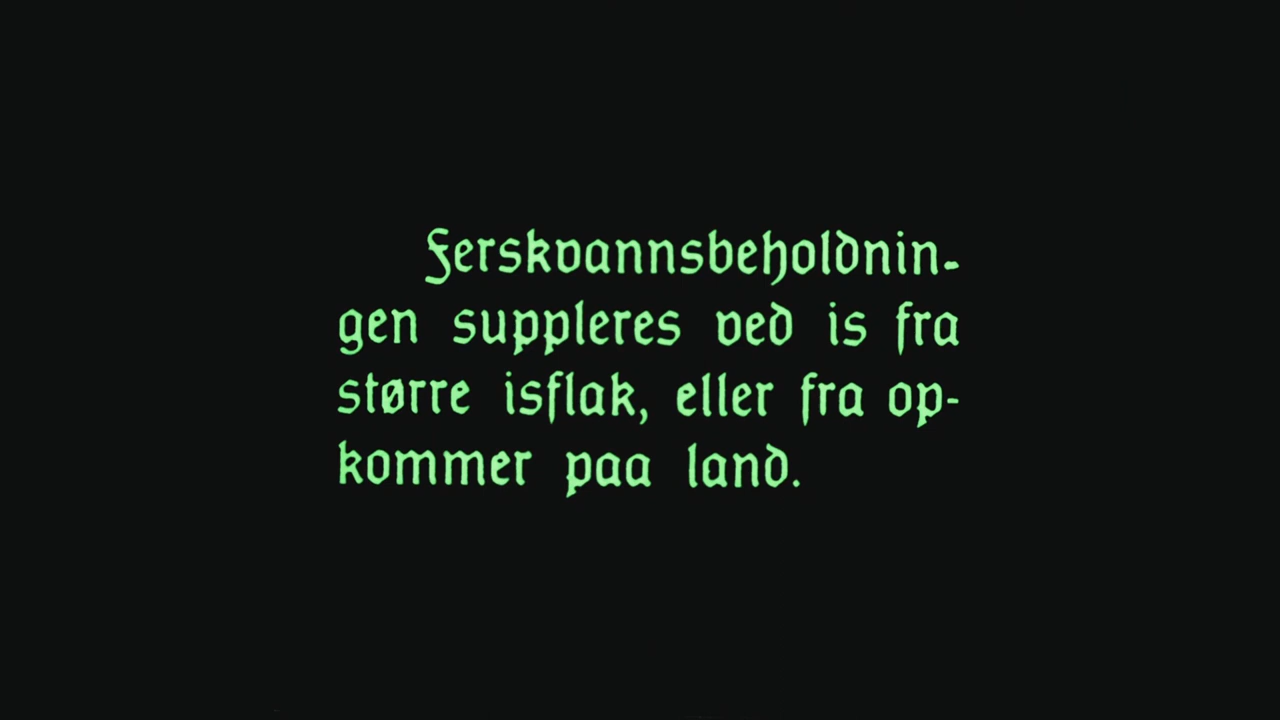 Ferskvannsbeholdnin-
gen suppleres ved is fra
større isflak, eller fra op-
kommer paa land.